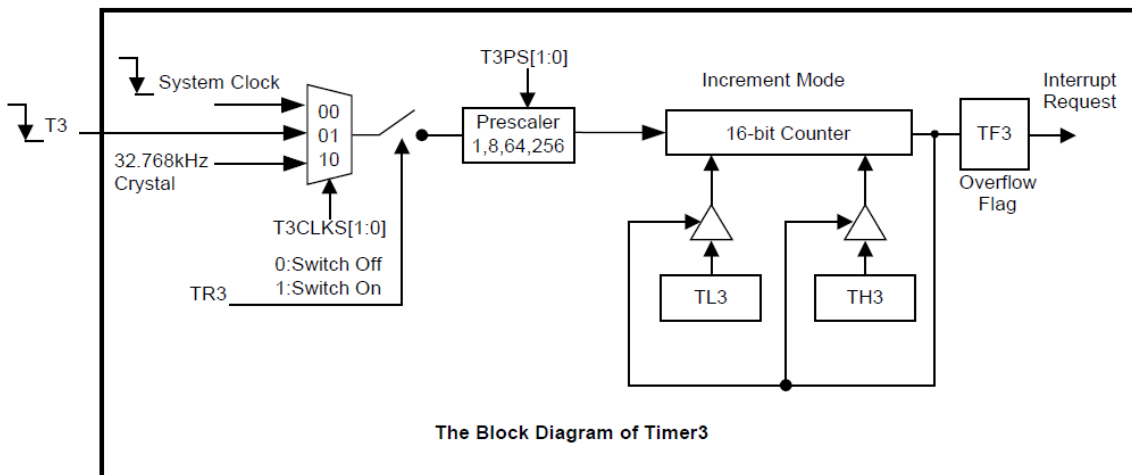 T3PS[1:0]
Increment Mode
Interrupt
Request
System Clock
T3
00
01
10
Prescaler
1,8,64,256
16-bit Counter
TF3
32.768kHz
Crystal
Overflow
Flag
T3CLKS[1:0]
0:Switch Off
1:Switch On
TR3
TL3
TH3
The Block Diagram of Timer3